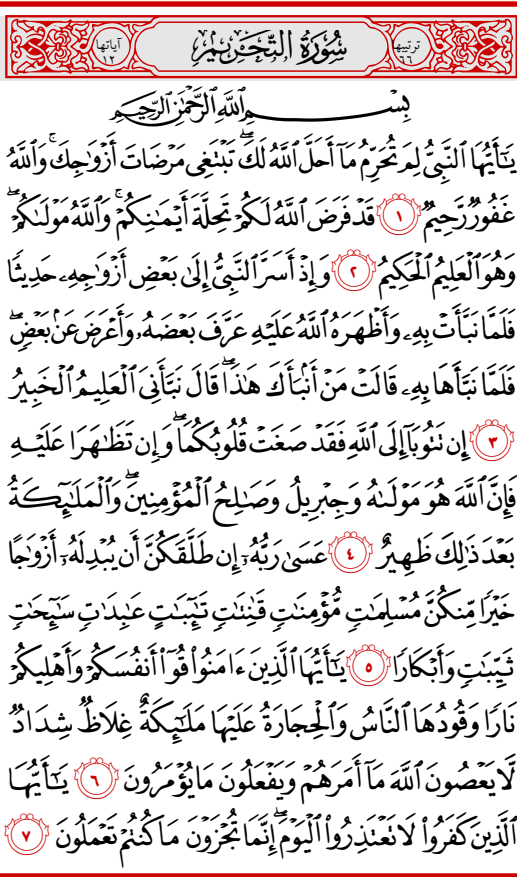 ترتيبها ٦٦ سُورَةُ التَّحْرِيمِ آياتها ١٢
بِسْمِ ٱللَّهِ ٱلرَّحْمَٰنِ ٱلرَّحِيمِ
يَٰٓأَيُّهَا ٱلنَّبِيُّ لِمَ تُحَرِّمُ مَآ أَحَلَّ ٱللَّهُ لَكَۖ تَبْتَغِي مَرْضَاتَ أَزْوَٰجِكَۚ وَٱللَّهُ
غَفُورٌ رَّحِيمٌ ١ قَدْ فَرَضَ ٱللَّهُ لَكُمْ تَحِلَّةَ أَيْمَٰنِكُمْۚ وَٱللَّهُ مَوْلَىٰكُمْۖ
وَهُوَ ٱلْعَلِيمُ ٱلْحَكِيمُ ٢ وَإِذْ أَسَرَّ ٱلنَّبِيُّ إِلَىٰ بَعْضِ أَزْوَٰجِهِۦ حَدِيثًا
فَلَمَّا نَبَّأَتْ بِهِۦ وَأَظْهَرَهُ ٱللَّهُ عَلَيْهِ عَرَّفَ بَعْضَهُۥ وَأَعْرَضَ عَنۢ بَعْضٍۖ
فَلَمَّا نَبَّأَهَا بِهِۦ قَالَتْ مَنْ أَنۢبَأَكَ هَٰذَاۖ قَالَ نَبَّأَنِيَ ٱلْعَلِيمُ ٱلْخَبِيرُ
٣ إِن تَتُوبَآ إِلَى ٱللَّهِ فَقَدْ صَغَتْ قُلُوبُكُمَاۖ وَإِن تَظَٰهَرَا عَلَيْهِ
فَإِنَّ ٱللَّهَ هُوَ مَوْلَىٰهُ وَجِبْرِيلُ وَصَٰلِحُ ٱلْمُؤْمِنِينَۖ وَٱلْمَلَٰٓئِكَةُ
بَعْدَ ذَٰلِكَ ظَهِيرٌ ٤ عَسَىٰ رَبُّهُۥٓ إِن طَلَّقَكُنَّ أَن يُبْدِلَهُۥٓ أَزْوَٰجًا
خَيْرًا مِّنكُنَّ مُسْلِمَٰتٍ مُّؤْمِنَٰتٍ قَٰنِتَٰتٍ تَٰٓئِبَٰتٍ عَٰبِدَٰتٍ سَٰٓئِحَٰتٍ
ثَيِّبَٰتٍ وَأَبْكَارًا ٥ يَٰٓأَيُّهَا ٱلَّذِينَ ءَامَنُوا۟ قُوٓا۟ أَنفُسَكُمْ وَأَهْلِيكُمْ
نَارًا وَقُودُهَا ٱلنَّاسُ وَٱلْحِجَارَةُ عَلَيْهَا مَلَٰٓئِكَةٌ غِلَاظٌ شِدَادٌ
لَّا يَعْصُونَ ٱللَّهَ مَآ أَمَرَهُمْ وَيَفْعَلُونَ مَا يُؤْمَرُونَ ٦ يَٰٓأَيُّهَا
ٱلَّذِينَ كَفَرُوا۟ لَا تَعْتَذِرُوا۟ ٱلْيَوْمَۖ إِنَّمَا تُجْزَوْنَ مَا كُنتُمْ تَعْمَلُونَ ٧